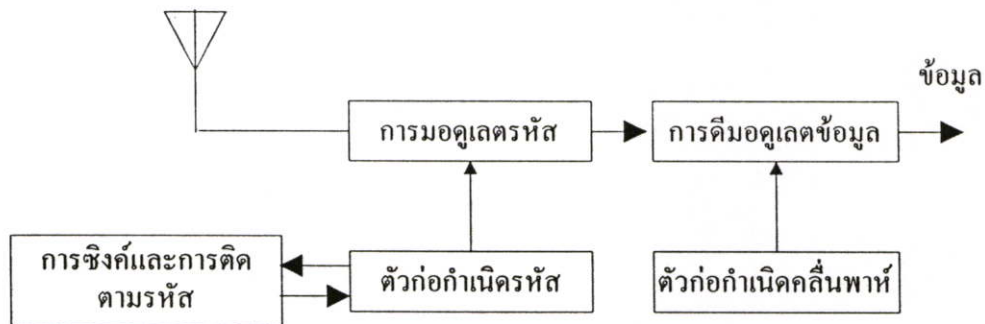 ข้อมูล
การมอดูเลตรหัส
การดีมอดูเลตข้อมูล
การซิงค์และการติด
ตามรหัส
ตัวก่อกำเนิดรหัส
ตัวก่อกำเนิดคลื่นพาห์